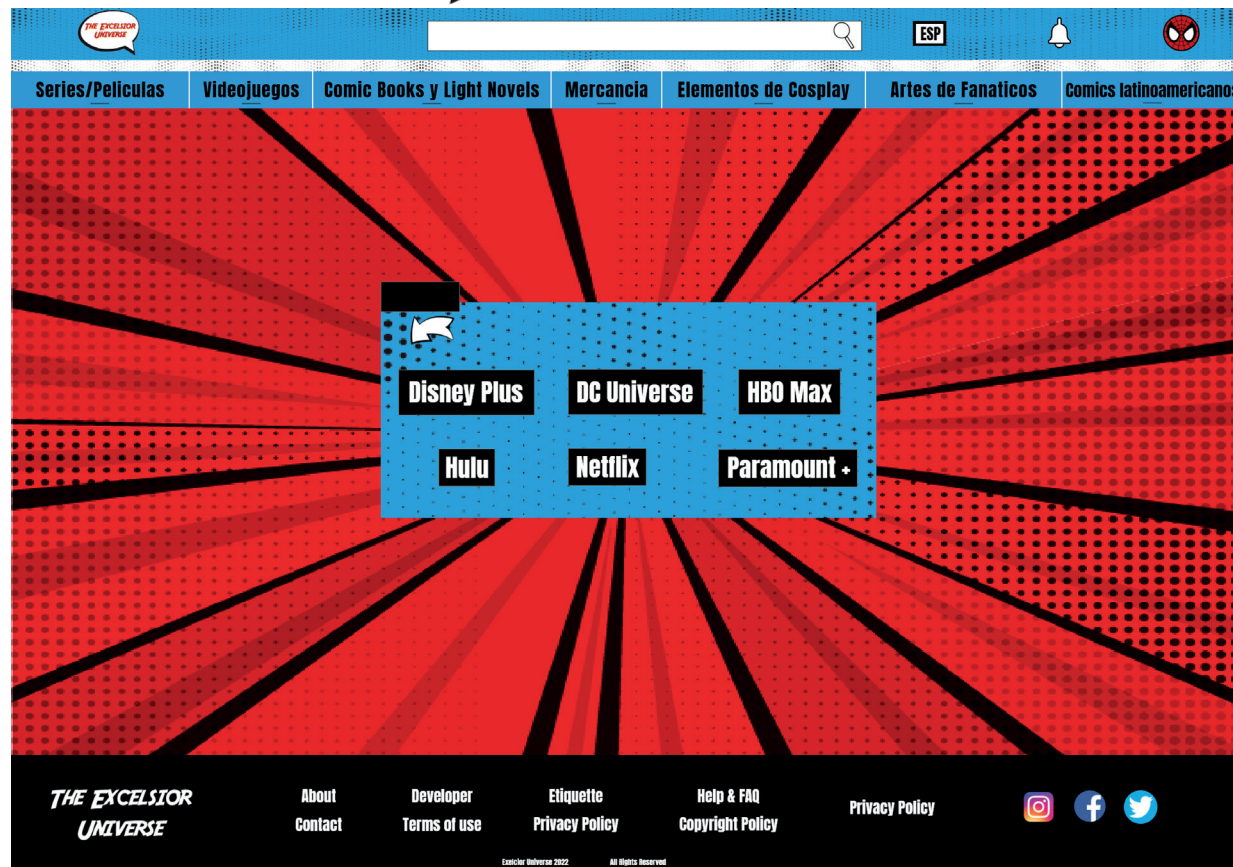 THE EXCELSIOR
UNIVERSE
ESP
Series/Peliculas Videojuegos Comic Books y Light Novels Mercancia Elementos de Cosplay Artes de Fanaticos Comics latinoamericanos
Disney Plus DC Universe HBO Max
Hulu Netflix Paramount +
THE EXCELSIOR
UNIVERSE
About Developer Etiquette Help & FAQ
Privacy Policy
Contact Terms of use Privacy Policy Copyright Policy
Exelcior Universe 2022 All Rights Reserved